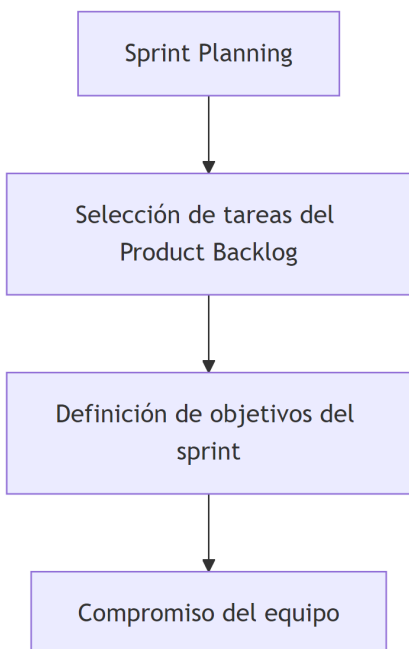 Sprint Planning
Selección de tareas del
Product Backlog
Definición de objetivos del
sprint
Compromiso del equipo